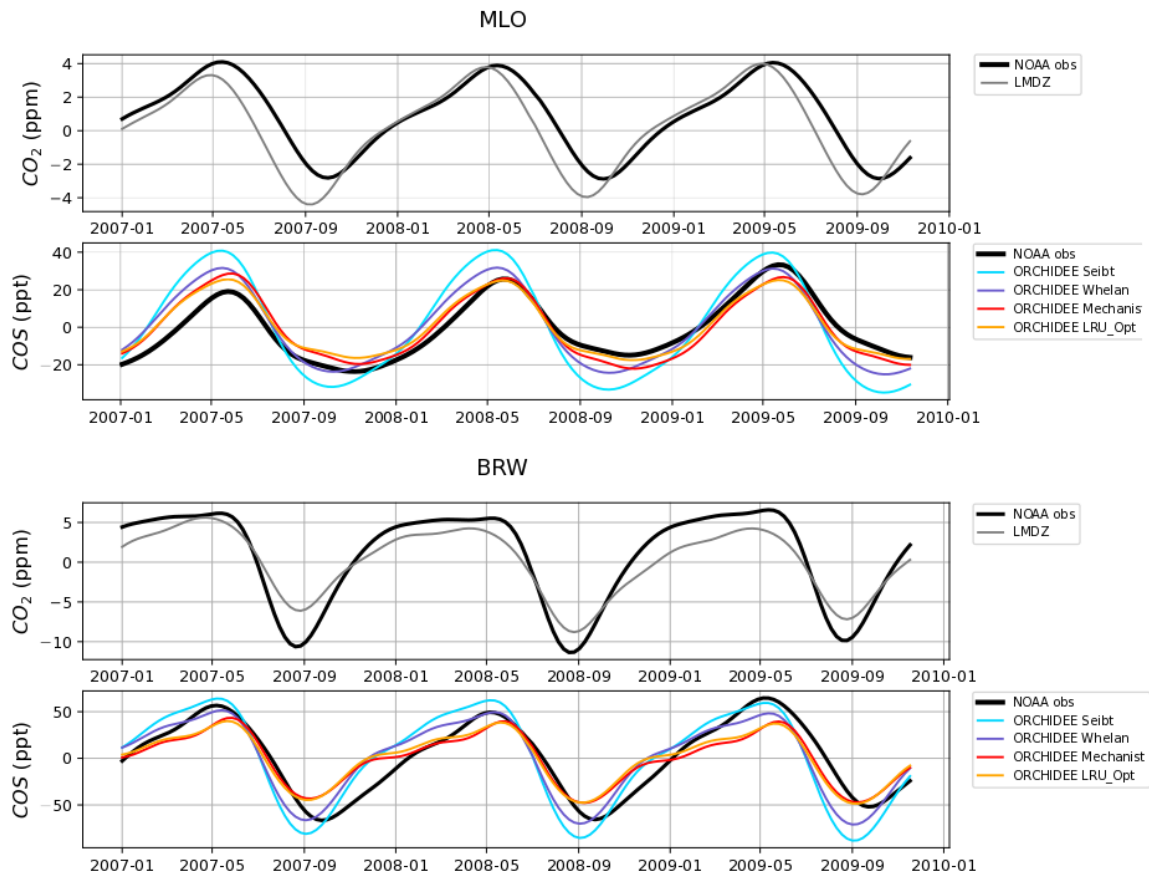 MLO
CO2 (ppm)
4
2
0
−2
−4
2007-01 2007-05 2007-09 2008-01 2008-05 2008-09 2009-01 2009-05 2009-09 2010-01
NOAA obs
LMDZ
COS (ppt)
40
20
0
−20
2007-01 2007-05 2007-09 2008-01 2008-05 2008-09 2009-01 2009-05 2009-09 2010-01
NOAA obs
ORCHIDEE Seibt
ORCHIDEE Whelan
ORCHIDEE Mechanist
ORCHIDEE LRU_Opt
BRW
CO2 (ppm)
5
0
−5
−10
2007-01 2007-05 2007-09 2008-01 2008-05 2008-09 2009-01 2009-05 2009-09 2010-01
NOAA obs
LMDZ
COS (ppt)
50
0
−50
2007-01 2007-05 2007-09 2008-01 2008-05 2008-09 2009-01 2009-05 2009-09 2010-01
NOAA obs
ORCHIDEE Seibt
ORCHIDEE Whelan
ORCHIDEE Mechanist
ORCHIDEE LRU_Opt